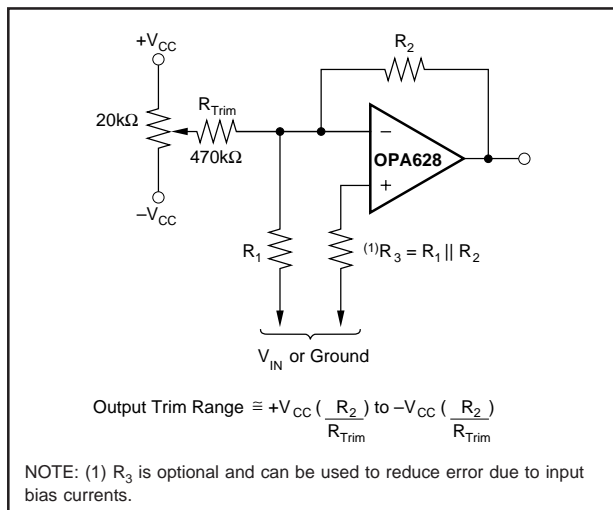 +V_CC
R_2
R_Trim
20kΩ
470kΩ
−
OPA628
+
−V_CC
R_1
(1)R_3 = R_1 || R_2
V_IN or Ground
Output Trim Range ≅ +V_CC ( R_2 / R_Trim ) to −V_CC ( R_2 / R_Trim )
NOTE: (1) R_3 is optional and can be used to reduce error due to input
bias currents.